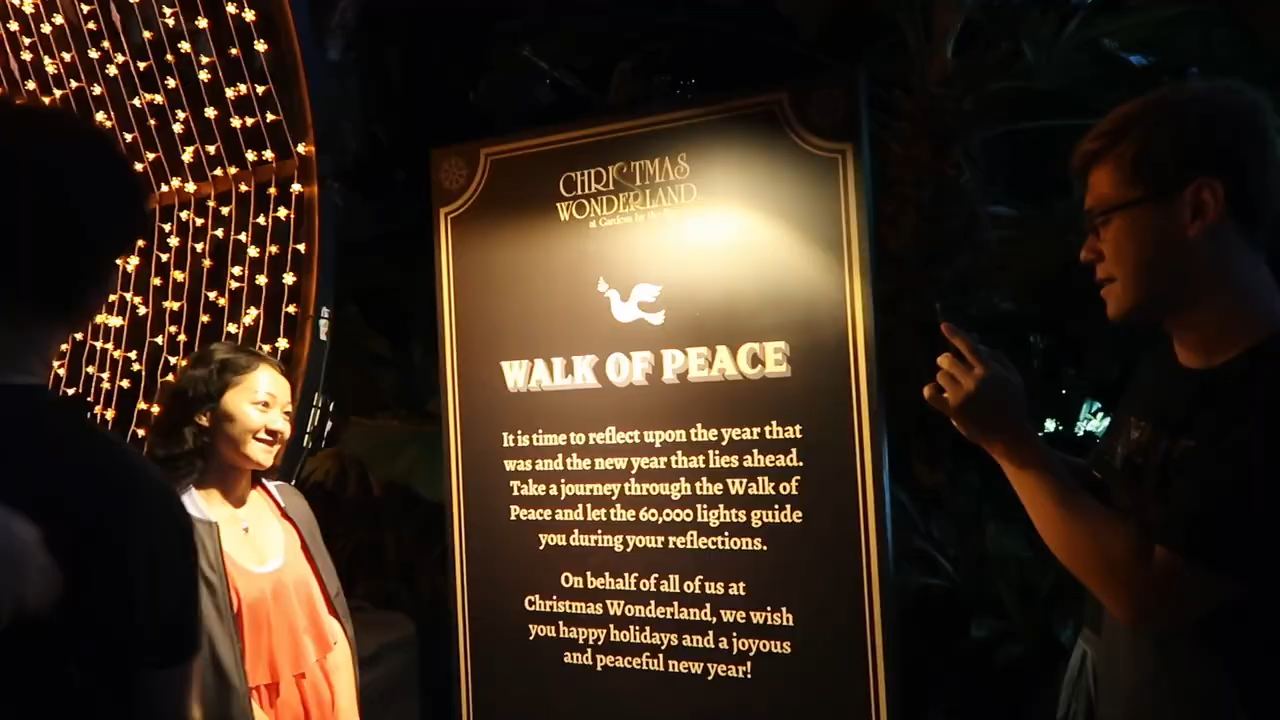 CHRISTMAS
WONDERLAND
at Gardens by the
WALK OF PEACE
It is time to reflect upon the year that
was and the new year that lies ahead.
Take a journey through the Walk of
Peace and let the 60,000 lights guide
you during your reflections.
On behalf of all of us at
Christmas Wonderland, we wish
you happy holidays and a joyous
and peaceful new year!